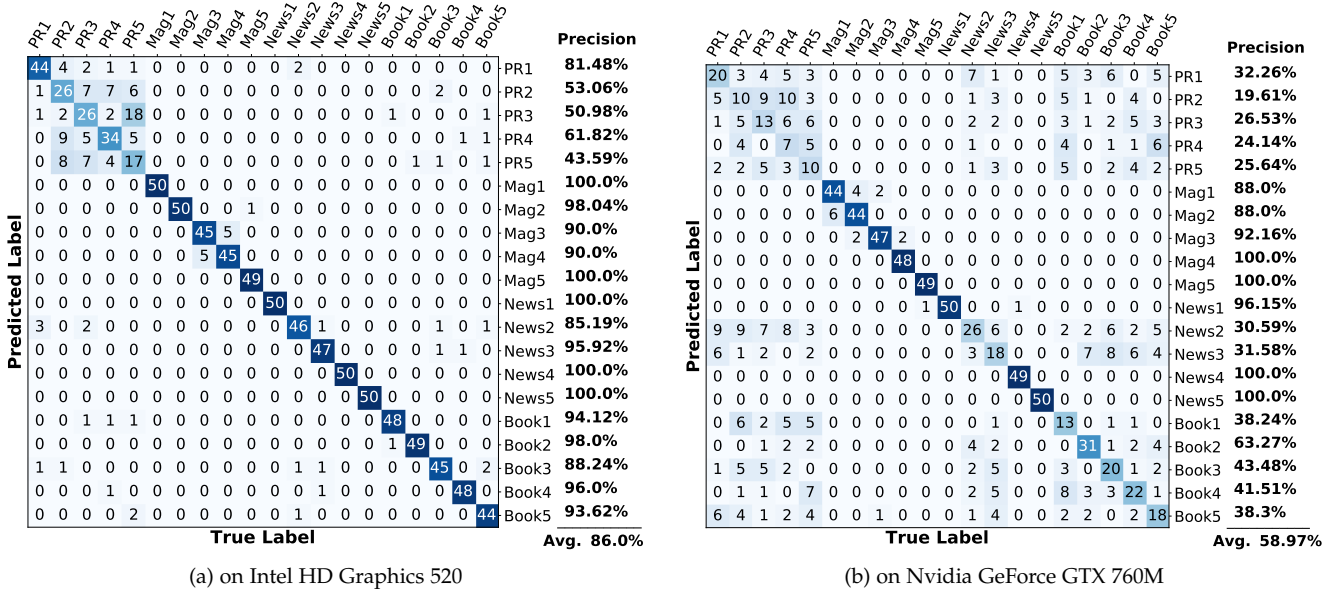 PR1 PR2 PR3 PR4 PR5 Mag1 Mag2 Mag3 Mag4 Mag5 News1 News2 News3 News4 News5 Book1 Book2 Book3 Book4 Book5
Precision
44 4 2 1 1 0 0 0 0 0 0 2 0 0 0 0 0 0 0 0 PR1 81.48%
1 26 7 7 6 0 0 0 0 0 0 0 0 0 0 0 0 2 0 0 PR2 53.06%
1 2 26 2 18 0 0 0 0 0 0 0 0 0 0 1 0 0 0 1 PR3 50.98%
0 9 5 34 5 0 0 0 0 0 0 0 0 0 0 0 0 0 1 1 PR4 61.82%
0 8 7 4 17 0 0 0 0 0 0 0 0 0 0 0 1 1 0 1 PR5 43.59%
0 0 0 0 0 50 0 0 0 0 0 0 0 0 0 0 0 0 0 0 Mag1 100.0%
0 0 0 0 0 0 50 0 0 1 0 0 0 0 0 0 0 0 0 0 Mag2 98.04%
0 0 0 0 0 0 0 45 5 0 0 0 0 0 0 0 0 0 0 0 Mag3 90.0%
0 0 0 0 0 0 0 5 45 0 0 0 0 0 0 0 0 0 0 0 Mag4 90.0%
0 0 0 0 0 0 0 0 0 49 0 0 0 0 0 0 0 0 0 0 Mag5 100.0%
0 0 0 0 0 0 0 0 0 0 50 0 0 0 0 0 0 0 0 0 News1 100.0%
3 0 2 0 0 0 0 0 0 0 0 46 1 0 0 0 0 1 0 1 News2 85.19%
0 0 0 0 0 0 0 0 0 0 0 0 47 0 0 0 0 1 1 0 News3 95.92%
0 0 0 0 0 0 0 0 0 0 0 0 0 50 0 0 0 0 0 0 News4 100.0%
0 0 0 0 0 0 0 0 0 0 0 0 0 0 50 0 0 0 0 0 News5 100.0%
0 0 1 1 1 0 0 0 0 0 0 0 0 0 0 48 0 0 0 0 Book1 94.12%
0 0 0 0 0 0 0 0 0 0 0 0 0 0 0 1 49 0 0 0 Book2 98.0%
1 1 0 0 0 0 0 0 0 0 0 1 1 0 0 0 0 45 0 2 Book3 88.24%
0 0 0 1 0 0 0 0 0 0 0 0 1 0 0 0 0 0 48 0 Book4 96.0%
0 0 0 0 2 0 0 0 0 0 0 1 0 0 0 0 0 0 0 44 Book5 93.62%
Predicted Label
True Label
Avg. 86.0%
(a) on Intel HD Graphics 520
PR1 PR2 PR3 PR4 PR5 Mag1 Mag2 Mag3 Mag4 Mag5 News1 News2 News3 News4 News5 Book1 Book2 Book3 Book4 Book5
Precision
20 3 4 5 3 0 0 0 0 0 0 7 1 0 0 5 3 6 0 5 PR1 32.26%
5 10 9 10 3 0 0 0 0 0 0 1 3 0 0 5 1 0 4 0 PR2 19.61%
1 5 13 6 6 0 0 0 0 0 0 2 2 0 0 3 1 2 5 3 PR3 26.53%
0 4 0 7 5 0 0 0 0 0 0 1 0 0 0 4 0 1 1 6 PR4 24.14%
2 2 5 3 10 0 0 0 0 0 0 1 3 0 0 5 0 2 4 2 PR5 25.64%
0 0 0 0 0 44 4 2 0 0 0 0 0 0 0 0 0 0 0 0 Mag1 88.0%
0 0 0 0 0 6 44 0 0 0 0 0 0 0 0 0 0 0 0 0 Mag2 88.0%
0 0 0 0 0 0 2 47 2 0 0 0 0 0 0 0 0 0 0 0 Mag3 92.16%
0 0 0 0 0 0 0 0 48 0 0 0 0 0 0 0 0 0 0 0 Mag4 100.0%
0 0 0 0 0 0 0 0 0 49 0 0 0 0 0 0 0 0 0 0 Mag5 100.0%
0 0 0 0 0 0 0 0 0 1 50 0 0 1 0 0 0 0 0 0 News1 96.15%
9 9 7 8 3 0 0 0 0 0 0 26 6 0 0 2 2 6 2 5 News2 30.59%
6 1 2 0 2 0 0 0 0 0 0 3 18 0 0 0 7 8 6 4 News3 31.58%
0 0 0 0 0 0 0 0 0 0 0 0 0 49 0 0 0 0 0 0 News4 100.0%
0 0 0 0 0 0 0 0 0 0 0 0 0 0 50 0 0 0 0 0 News5 100.0%
0 6 2 5 5 0 0 0 0 0 0 0 1 0 0 13 0 1 1 0 Book1 38.24%
0 0 1 2 2 0 0 0 0 0 0 4 2 0 0 0 31 1 2 4 Book2 63.27%
1 5 5 2 0 0 0 0 0 0 0 2 5 0 0 3 0 20 1 2 Book3 43.48%
0 1 1 0 7 0 0 0 0 0 0 2 5 0 0 8 3 3 22 1 Book4 41.51%
6 4 1 2 4 0 0 1 0 0 0 1 4 0 0 2 2 0 2 18 Book5 38.3%
Predicted Label
True Label
Avg. 58.97%
(b) on Nvidia GeForce GTX 760M